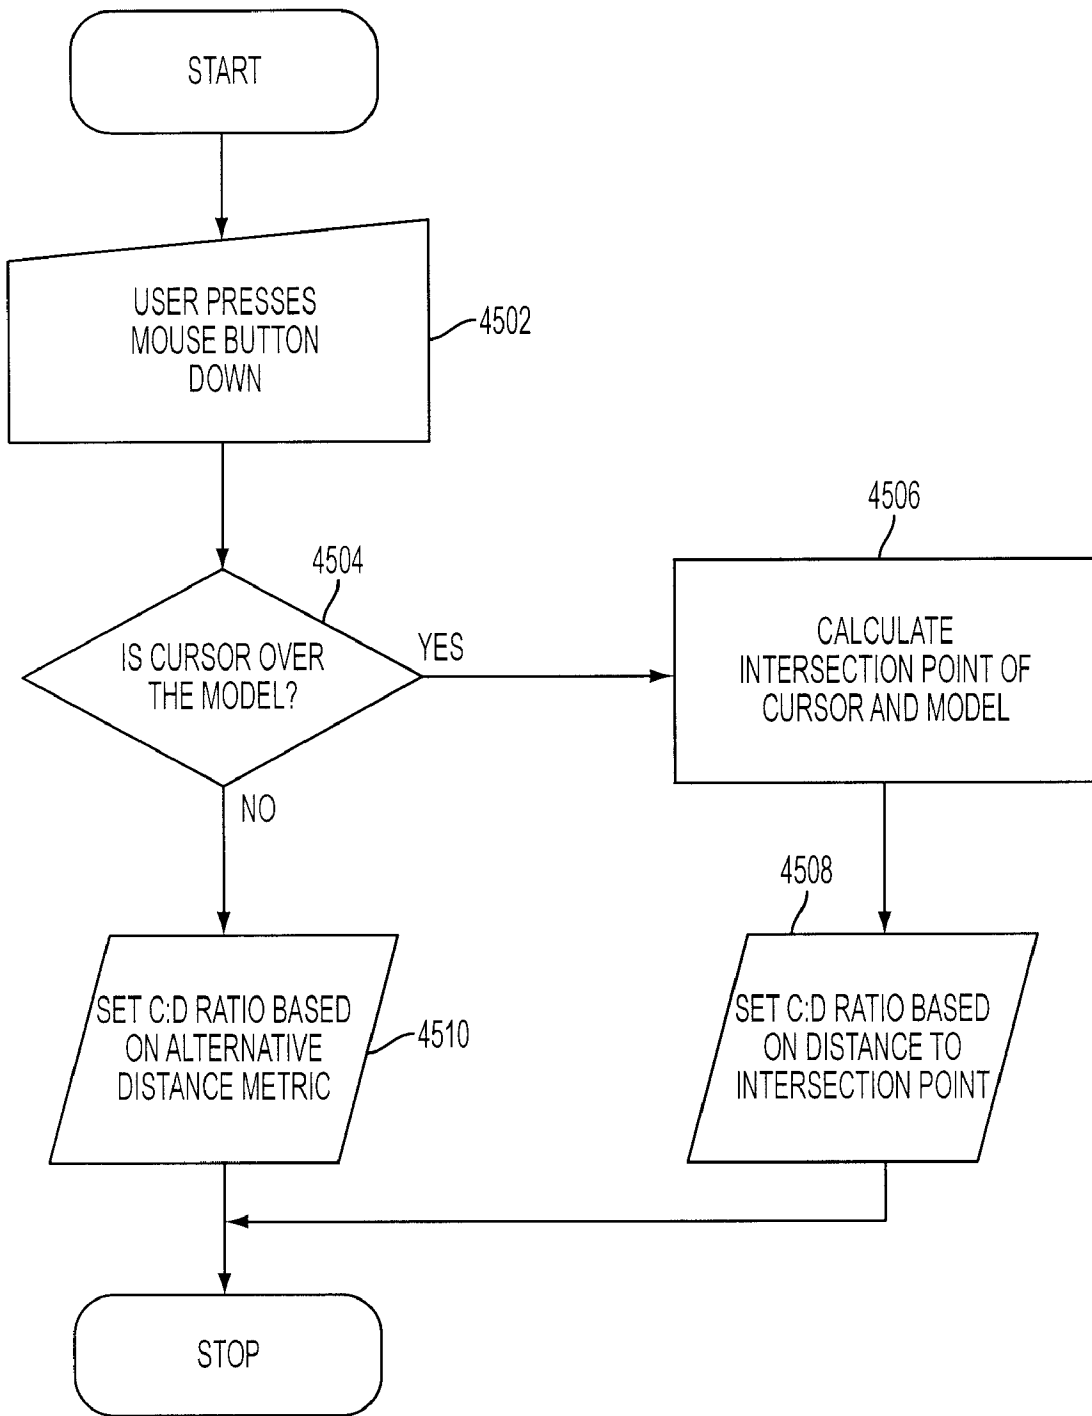 START
USER PRESSES
MOUSE BUTTON
DOWN
4502
4504
IS CURSOR OVER
THE MODEL?
YES
NO
4506
CALCULATE
INTERSECTION POINT OF
CURSOR AND MODEL
4508
SET C:D RATIO BASED
ON DISTANCE TO
INTERSECTION POINT
SET C:D RATIO BASED
ON ALTERNATIVE
DISTANCE METRIC
4510
STOP